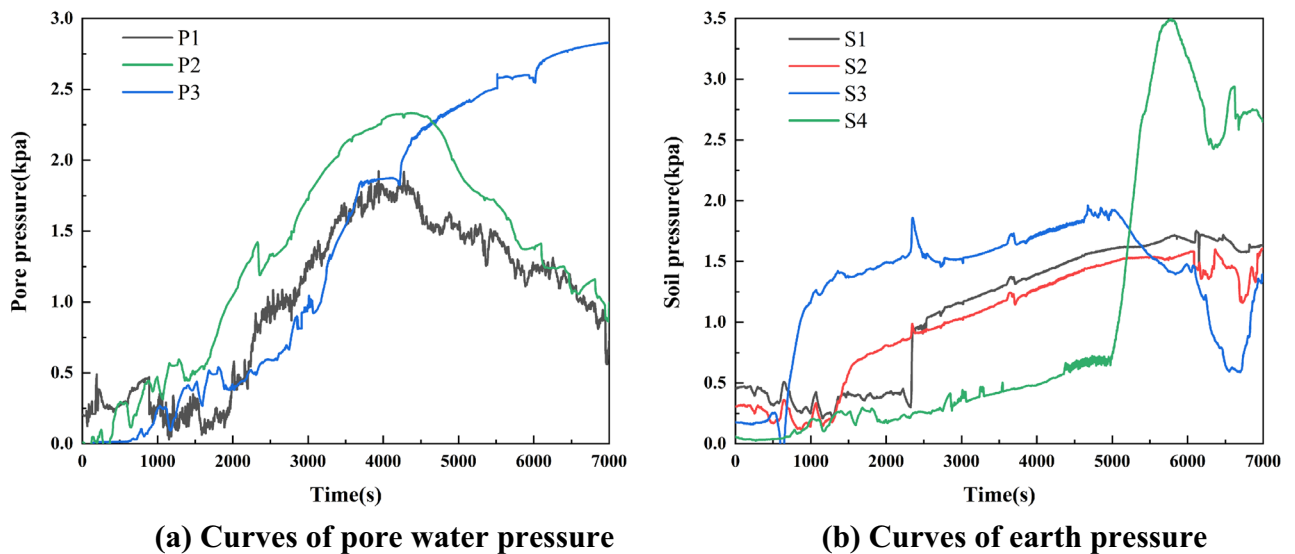 3.0
2.5
2.0
1.5
1.0
0.5
0.0
Pore pressure(kpa)
P1
P2
P3
0 1000 2000 3000 4000 5000 6000 7000
Time(s)
(a) Curves of pore water pressure
3.5
3.0
2.5
2.0
1.5
1.0
0.5
0.0
Soil pressure(kpa)
S1
S2
S3
S4
0 1000 2000 3000 4000 5000 6000 7000
Time(s)
(b) Curves of earth pressure